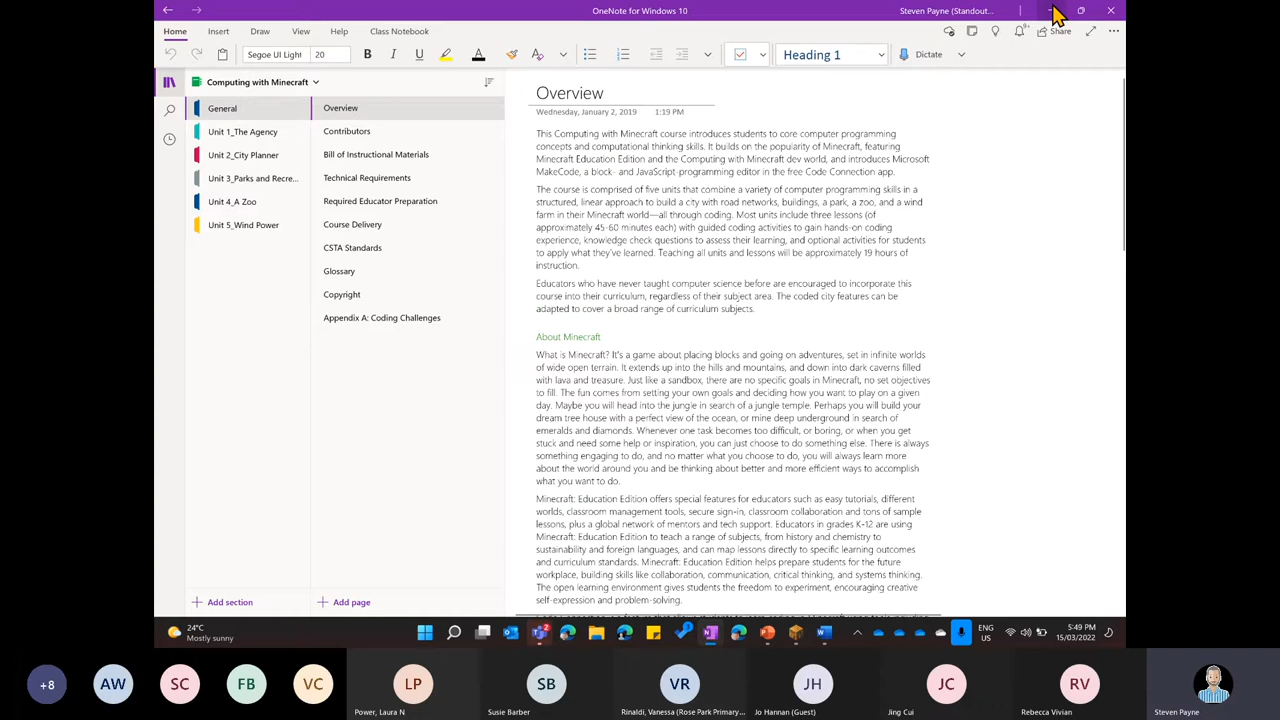 OneNote for Windows 10
Steven Payne (Standout...
Home Insert Draw View Help Class Notebook
Share
Segoe UI Light 20 B I U A Heading 1 Dictate
Computing with Minecraft
General
Unit 1_The Agency
Unit 2_City Planner
Unit 3_Parks and Recre...
Unit 4_A Zoo
Unit 5_Wind Power
Overview
Contributors
Bill of Instructional Materials
Technical Requirements
Required Educator Preparation
Course Delivery
CSTA Standards
Glossary
Copyright
Appendix A: Coding Challenges
Add section
Add page
Overview
Wednesday, January 2, 2019 1:19 PM
This Computing with Minecraft course introduces students to core computer programming
concepts and computational thinking skills. It builds on the popularity of Minecraft, featuring
Minecraft Education Edition and the Computing with Minecraft dev world, and introduces Microsoft
MakeCode, a block- and JavaScript-programming editor in the free Code Connection app.
The course is comprised of five units that combine a variety of computer programming skills in a
structured, linear approach to build a city with road networks, buildings, a park, a zoo, and a wind
farm in their Minecraft world—all through coding. Most units include three lessons (of
approximately 45-60 minutes each) with guided coding activities to gain hands-on coding
experience, knowledge check questions to assess their learning, and optional activities for students
to apply what they've learned. Teaching all units and lessons will be approximately 19 hours of
instruction.
Educators who have never taught computer science before are encouraged to incorporate this
course into their curriculum, regardless of their subject area. The coded city features can be
adapted to cover a broad range of curriculum subjects.
About Minecraft
What is Minecraft? It's a game about placing blocks and going on adventures, set in infinite worlds
of wide open terrain. It extends up into the hills and mountains, and down into dark caverns filled
with lava and treasure. Just like a sandbox, there are no specific goals in Minecraft, no set objectives
to fill. The fun comes from setting your own goals and deciding how you want to play on a given
day. Maybe you will head into the jungle in search of a jungle temple. Perhaps you will build your
dream tree house with a perfect view of the ocean, or mine deep underground in search of
emeralds and diamonds. Whenever one task becomes too difficult, or boring, or when you get
stuck and need some help or inspiration, you can just choose to do something else. There is always
something engaging to do, and no matter what you choose to do, you will always learn more
about the world around you and be thinking about better and more efficient ways to accomplish
what you want to do.
Minecraft: Education Edition offers special features for educators such as easy tutorials, different
worlds, classroom management tools, secure sign-in, classroom collaboration and tons of sample
lessons, plus a global network of mentors and tech support. Educators in grades K-12 are using
Minecraft: Education Edition to teach a range of subjects, from history and chemistry to
sustainability and foreign languages, and can map lessons directly to specific learning outcomes
and curriculum standards. Minecraft: Education Edition helps prepare students for the future
workplace, building skills like collaboration, communication, critical thinking, and systems thinking.
The open learning environment gives students the freedom to experiment, encouraging creative
self-expression and problem-solving.
24°C
Mostly sunny
ENG
US
5:49 PM
15/03/2022
+8 AW SC FB VC LP SB VR JH JC RV
Power, Laura N
Susie Barber
Rinaldi, Vanessa (Rose Park Primary...
Jo Hannan (Guest)
Jing Cui
Rebecca Vivian
Steven Payne